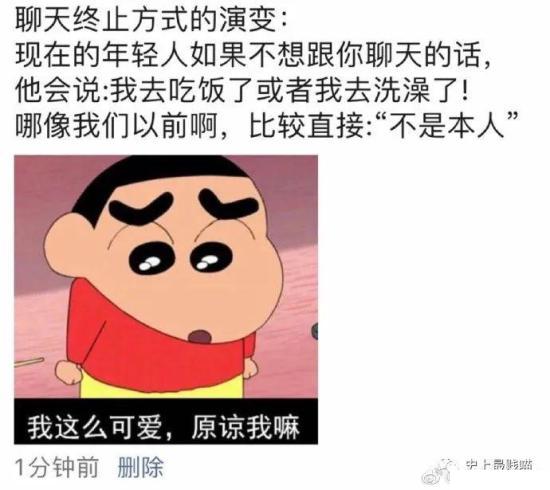 聊天终止方式的演变：
现在的年轻人如果不想跟你聊天的话，
他会说:我去吃饭了或者我去洗澡了!
哪像我们以前啊，比较直接:“不是本人”
我这么可爱，原谅我嘛
1分钟前 删除